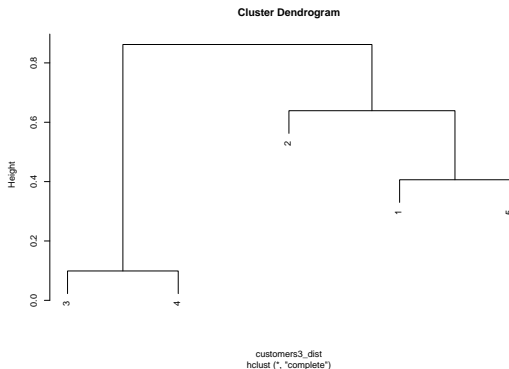 Cluster Dendrogram
Height
0.0
0.2
0.4
0.6
0.8
3
4
2
1
customers3_dist
hclust (*, "complete")